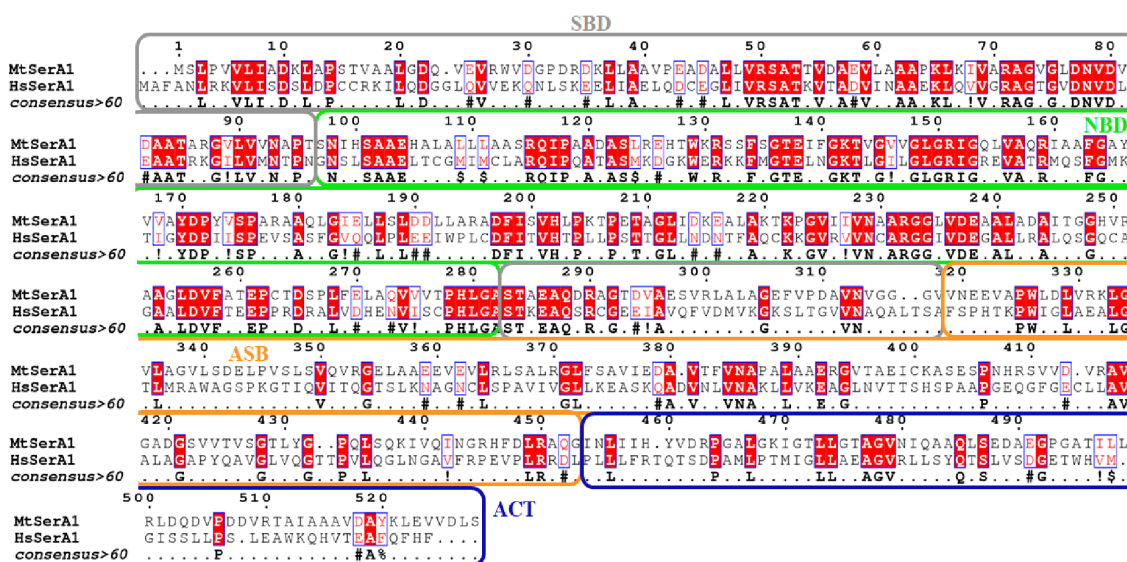 SBD
1 10 20 30 40 50 60 70 80
MtSerA1 ...MSLPVVLIADKLAPSTVAALGDQ.VEVRWVDGPDRDKLLAAVPEADALLVRSATTVDAEVLAAAPKLKIVARAGVGLDNVDV
HsSerA1 MAFANLRKVLISDSLDPCCRKILQDGGLQVVEKQNLSKEELIAELQDCEGLIVRSATKVTADVINAAEKLQVVGRAGTGVDNVDL
consensus>60 .....L..VLI.D.L.P.....L.D...#V........#.L.A....#.#.L.VRSAT.V.A#V..AA.KL.!V.RAG.G.DNVD.
90 100 110 120 130 140 150 160 NBD
MtSerA1 DAATARGVLVVNAPTSNIHSAAEHALALLLAASRQIPAADASLREHTWKRSSFSGTEIFGKTVGIVGLGRIGQLVAQRIAAFGAY
HsSerA1 EAATRKGILVMNTPNGNSLSAAELTCGMIMCLARQIPQATASMKDGKWERKKFMGTELNGKTLGILGLGRIGREVATRMQSFGMK
consensus>60 #AAT..G!LV.N.P..N..SAAE....$.$...RQIP.A.AS$.#..W.R..F.GTE..GKT.G!.GLGRIG..VA.R...FG..
170 180 190 200 210 220 230 240 250
MtSerA1 VVAYDPYVSPARAAQLGIELLSLDDLLARADFISVHLPKTPETAGLIDKEALAKTKPGVIIVNAARGGLVDEAALADAITGGHVR
HsSerA1 TIGYDPIISPEVSASFGVQQLPLEEIWPLCDFITVHTPLLPSTTGLLNDNTFAQCKKGVRVVNCARGGIVDEGALLRALQSGQCA
consensus>60 .!.YDP.!SP...A..G!#.L.L##.....DFI.VH.P..P.T.GL.#....A..K.GV.!VN.ARGG.VDE.AL..A...G...
260 270 280 290 300 310 320 330
MtSerA1 AAGLDVFATEPCTDSPLFELAQVVVTPHLGASTAEAQDRAGTDVAESVRLALAGEFVPDAVNVGG..GVVNEEVAPWLDLVRKLG
HsSerA1 GAALDVFTEEPPRDRALVDHENVISCPHLGASTKEAQSRCGEEIAVQFVDMVKGKSLTGVVNAQALTSAFSPHTKPWIGLAEALG
consensus>60 .A.LDVF..EP..D..L.#...V!..PHLGAST.EAQ.R.G.#!A.......G......VN.............PW..L...LG
340 ASB 350 360 370 380 390 400 410
MtSerA1 VLAGVLSDELPVSLSVQVRGELAAEEVEVLRLSALRGLFSAVIEDA.VTFVNAPALAAERGVTAEICKASESPNHRSVVD.VRAV
HsSerA1 TLMRAWAGSPKGTIQVITQGTSLKNAGNCLSPAVIVGLLKEASKQADVNLVNAKLLVKEAGLNVTTSHSPAAPGEQGFGECLLAV
consensus>60 .L.............V...G....#..#.L......GL......#A.V..VNA..L..E.G...........P......#...AV
420 430 440 450 460 470 480 490
MtSerA1 GADGSVVTVSGTLYG..PQLSQKIVQINGRHFDLRAQGINLIIH.YVDRPGALGKIGTLLGTAGVNIQAAQLSEDAEGPGATILL
HsSerA1 ALAGAPYQAVGLVQGTTPVLQGLNGAVFRPEVPLRRDLPLLLFRTQTSDPAMLPTMIGLLAEAGVRLLSYQTSLVSDGETWHVM.
consensus>60 ...G......G...G..P.L.............LR.#...L........P..L.....LL..AGV.....Q.S...#G....!$.
500 510 520 ACT
MtSerA1 RLDQDVPDDVRTAIAAAVDAYKLEVVDLS
HsSerA1 GISSLLPS.LEAWKQHVTEAFQFHF....
consensus>60 ......P...........#A%........